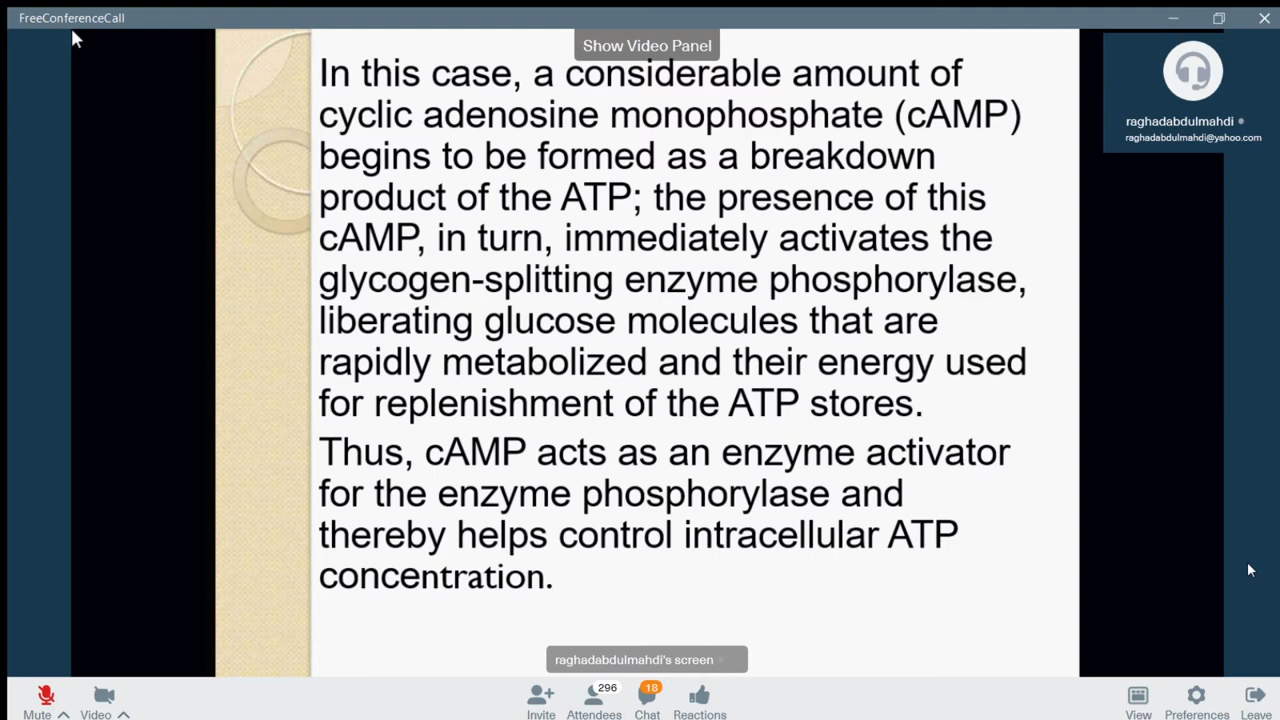 FreeConferenceCall
Show Video Panel
raghadabdulmahdi
raghadabdulmahdi@yahoo.com
In this case, a considerable amount of
cyclic adenosine monophosphate (cAMP)
begins to be formed as a breakdown
product of the ATP; the presence of this
cAMP, in turn, immediately activates the
glycogen-splitting enzyme phosphorylase,
liberating glucose molecules that are
rapidly metabolized and their energy used
for replenishment of the ATP stores.
Thus, cAMP acts as an enzyme activator
for the enzyme phosphorylase and
thereby helps control intracellular ATP
concentration.
raghadabdulmahdi's screen
296
18
Mute
Video
Invite
Attendees
Chat
Reactions
View
Preferences
Leave